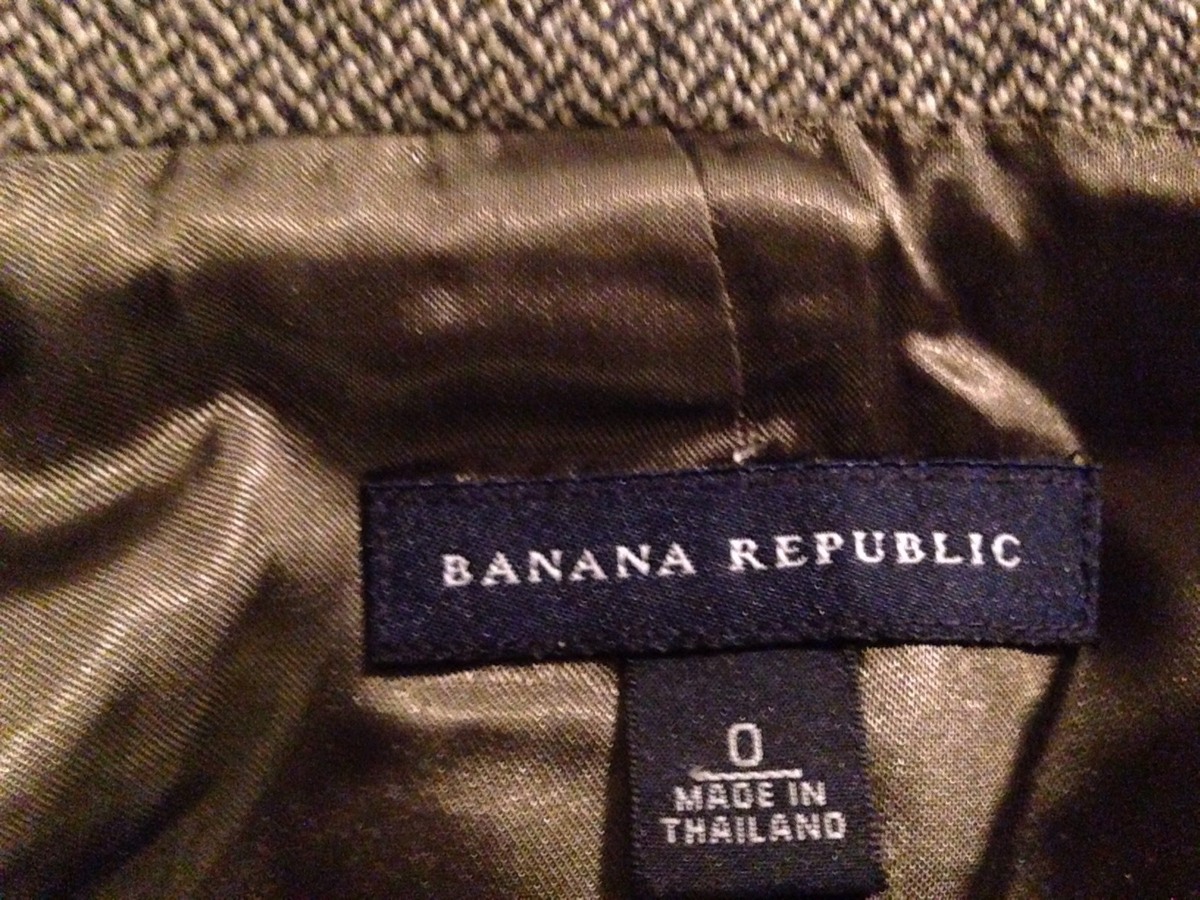 BANANA REPUBLIC
0
MADE IN
THAILAND